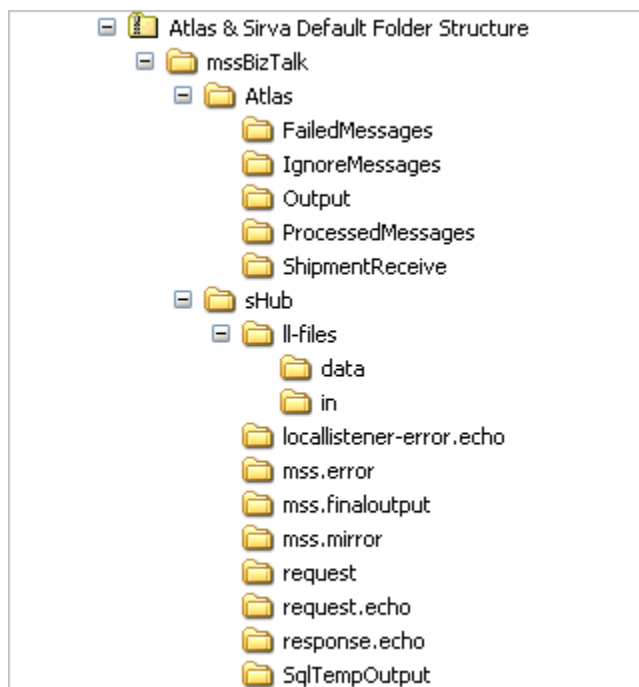 Atlas & Sirva Default Folder Structure
mssBizTalk
Atlas
FailedMessages
IgnoreMessages
Output
ProcessedMessages
ShipmentReceive
sHub
ll-files
data
in
locallistener-error.echo
mss.error
mss.finaloutput
mss.mirror
request
request.echo
response.echo
SqlTempOutput